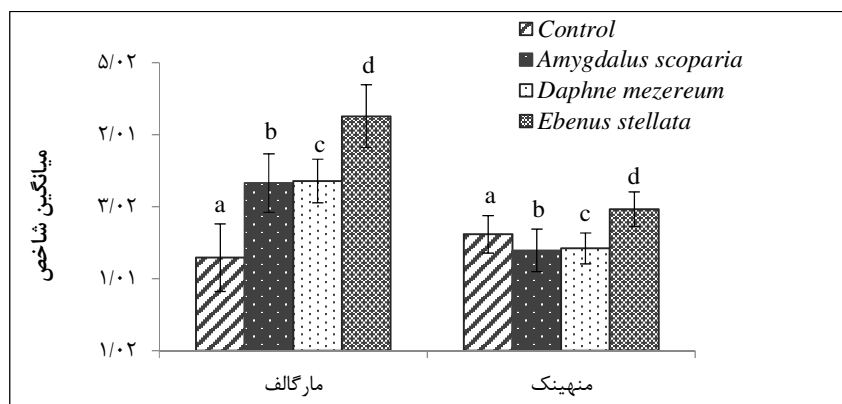 Control
Amygdalus scoparia
Daphne mezereum
Ebenus stellata
میانگین شاخص
۵/۰۲
۲/۰۱
۳/۰۲
۱/۰۱
۱/۰۲
a
b
c
d
a
b
c
d
مارگالف
منهینک